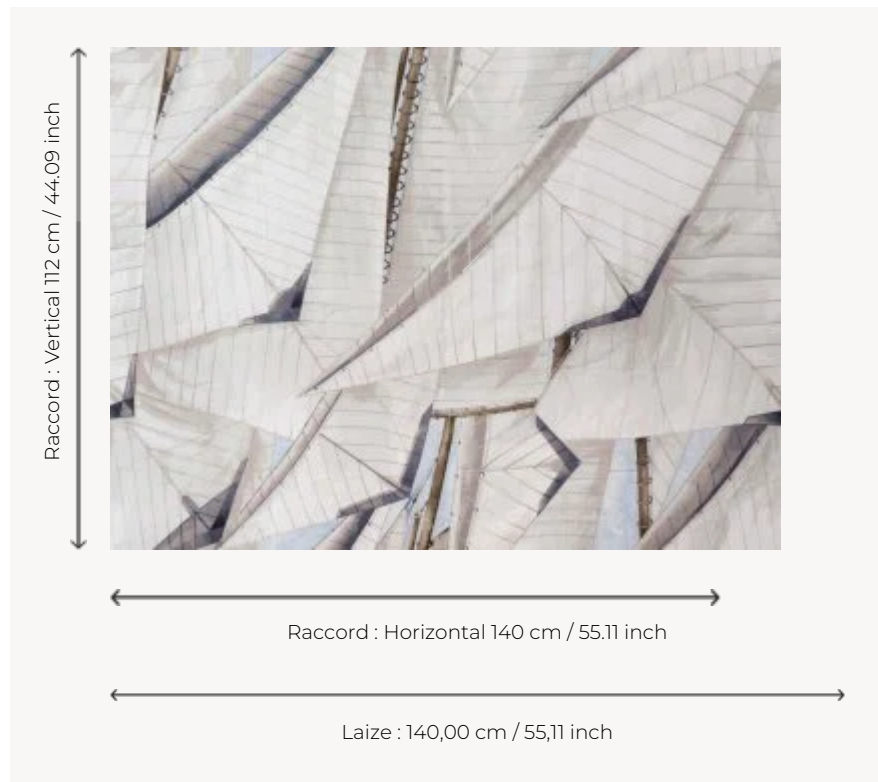 Raccord : Vertical 112 cm / 44.09 inch
Raccord : Horizontal 140 cm / 55.11 inch
Laize : 140,00 cm / 55,11 inch